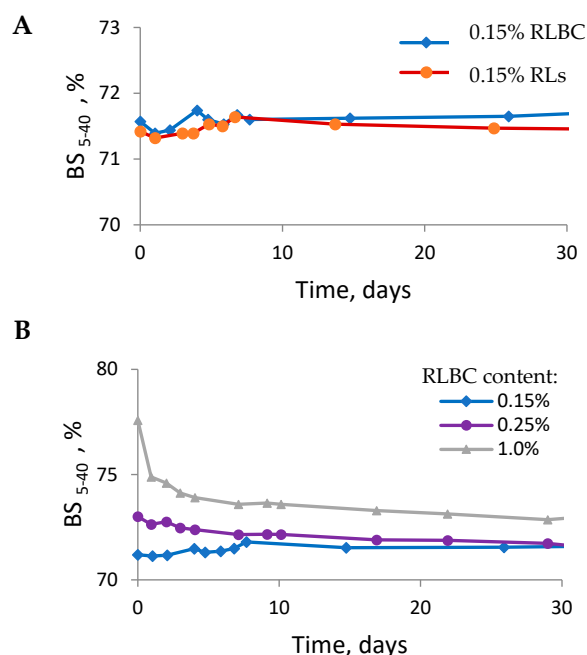 A
0.15% RLBC
0.15% RLs
BS 5-40 , %
73
72
71
70
0
10
20
30
Time, days
B
RLBC content:
0.15%
0.25%
1.0%
BS 5-40 , %
80
75
70
0
10
20
30
Time, days